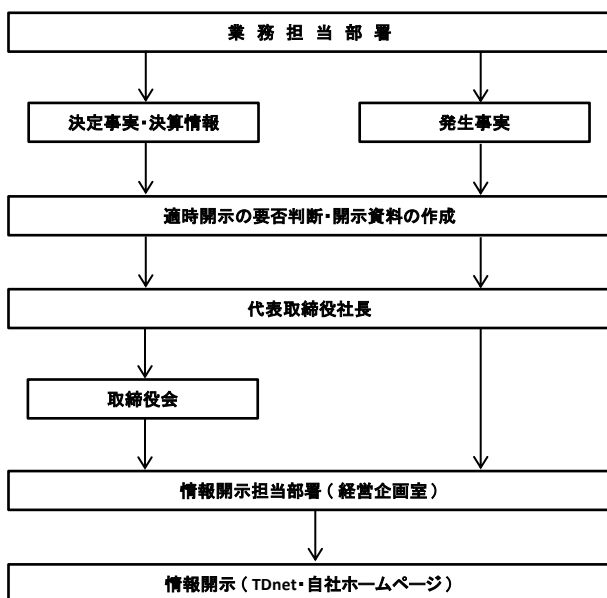 業 務 担 当 部 署
決定事実・決算情報
発生事実
適時開示の要否判断・開示資料の作成
代表取締役社長
取締役会
情報開示担当部署（経営企画室）
情報開示（TDnet・自社ホームページ）